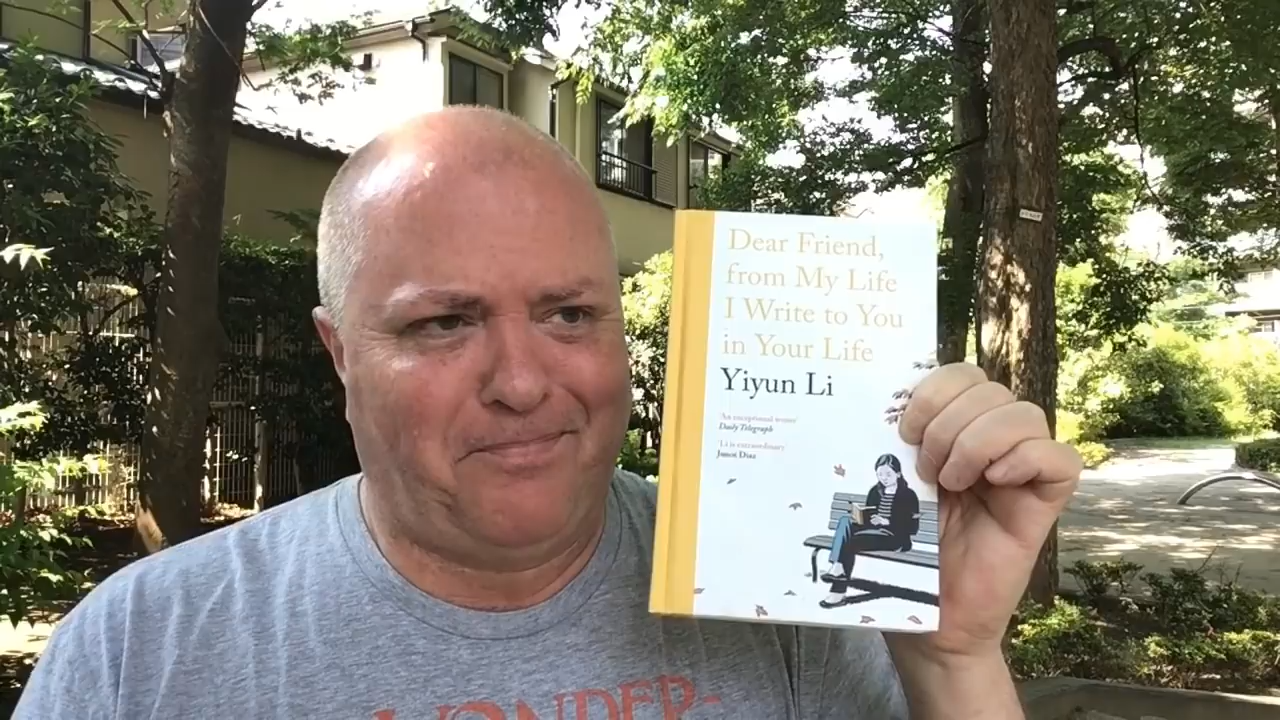 Dear Friend,
from My Life
I Write to You
in Your Life
Yiyun Li
'An exceptional writer'
Daily Telegraph
'Li is extraordinary'
Junot Díaz
WONDER-